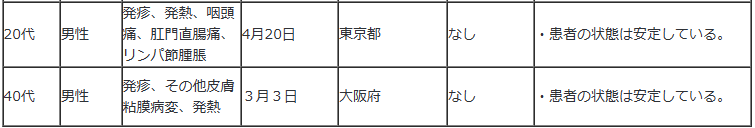 20代 男性 発疹、発熱、咽頭痛、肛門直腸痛、リンパ節腫脹 4月20日 東京都 なし ・患者の状態は安定している。
40代 男性 発疹、その他皮膚粘膜病変、発熱 3月3日 大阪府 なし ・患者の状態は安定している。